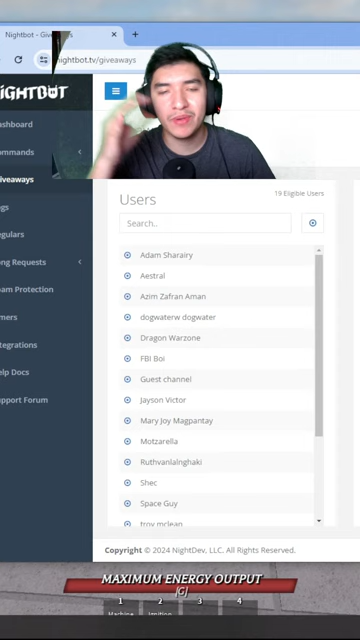 Nightbot - Giveaways
nightbot.tv/giveaways
NIGHTBOT
ashboard
ommands
iveaways
gs
egulars
ng Requests
am Protection
mers
tegrations
elp Docs
upport Forum
Users
19 Eligible Users
Search..
Adam Sharairy
Aestral
Azim Zafran Aman
dogwaterw dogwater
Dragon Warzone
FBI Boi
Guest channel
Jayson Victor
Mary Joy Magpantay
Motzarella
Ruthvanlalnghaki
Shec
Space Guy
troy mclean
Copyright © 2024 NightDev, LLC. All Rights Reserved.
MAXIMUM ENERGY OUTPUT
[G]
1 2 3 4
Machine Ignition